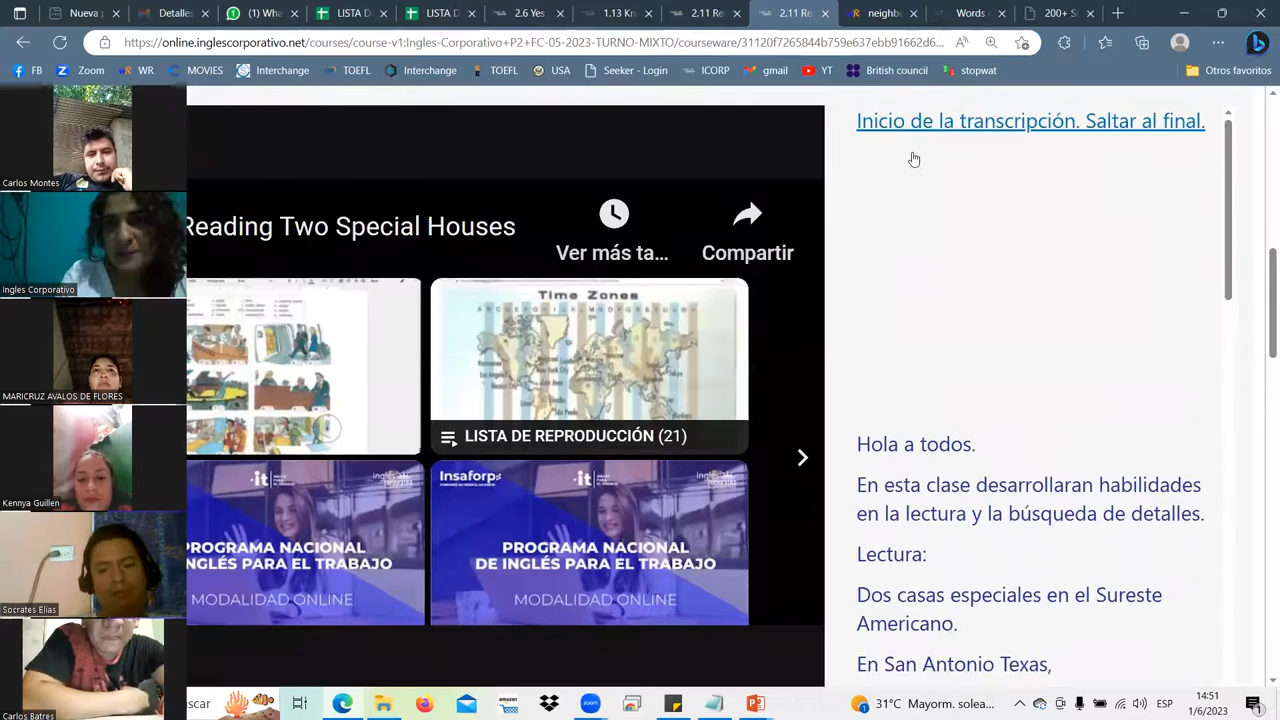 Nueva p
Detalles
(1) Wha
LISTA D
LISTA D
2.6 Yes
1.13 Kn
2.11 Re
2.11 Re
neighb
Words
200+ S
https://online.inglescorporativo.net/courses/course-v1:Ingles-Corporativo+P2+FC-05-2023-TURNO-MIXTO/courseware/31120f7265844b759e637ebb91662d6...
FB
Zoom
WR
MOVIES
Interchange
TOEFL
Interchange
TOEFL
USA
Seeker - Login
ICORP
gmail
YT
British council
stopwat
Otros favoritos
Carlos Montes
Ingles Corporativo
MARICRUZ AVALOS DE FLORES
Kennya Guillen
Socrates Elias
Carlos Batres
Reading Two Special Houses
Ver más ta...
Compartir
Time Zones
LISTA DE REPRODUCCIÓN (21)
·it
PROGRAMA NACIONAL
DE INGLÉS PARA EL TRABAJO
MODALIDAD ONLINE
Insaforp
·it
PROGRAMA NACIONAL
DE INGLÉS PARA EL TRABAJO
MODALIDAD ONLINE
Inicio de la transcripción. Saltar al final.
Hola a todos.
En esta clase desarrollaran habilidades
en la lectura y la búsqueda de detalles.
Lectura:
Dos casas especiales en el Sureste
Americano.
En San Antonio Texas,
uscar
31°C Mayorm. solea...
ESP
14:51
1/6/2023